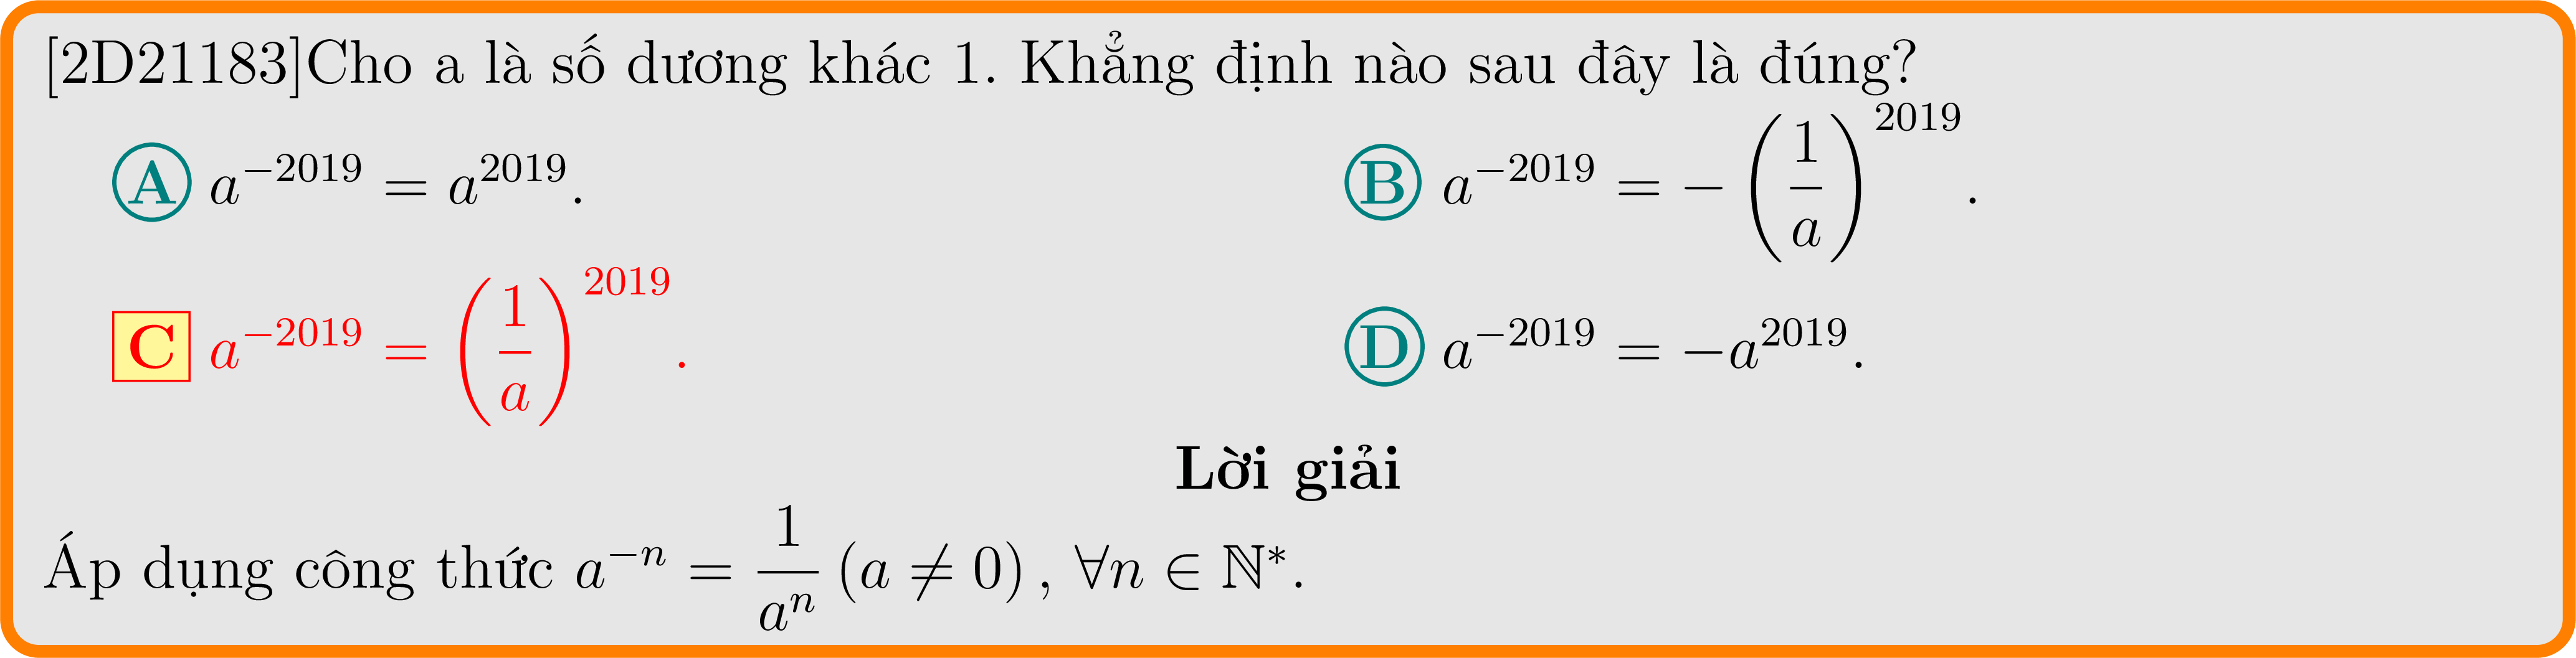 [2D21183]Cho a là số dương khác 1. Khẳng định nào sau đây là đúng?
A $a^{-2019} = a^{2019}$. B $a^{-2019} = -\left(\frac{1}{a}\right)^{2019}$.
C $a^{-2019} = \left(\frac{1}{a}\right)^{2019}$. D $a^{-2019} = -a^{2019}$.
Lời giải
Áp dụng công thức $a^{-n} = \frac{1}{a^n}$ $(a \neq 0)$, $\forall n \in \mathbb{N}^*$.